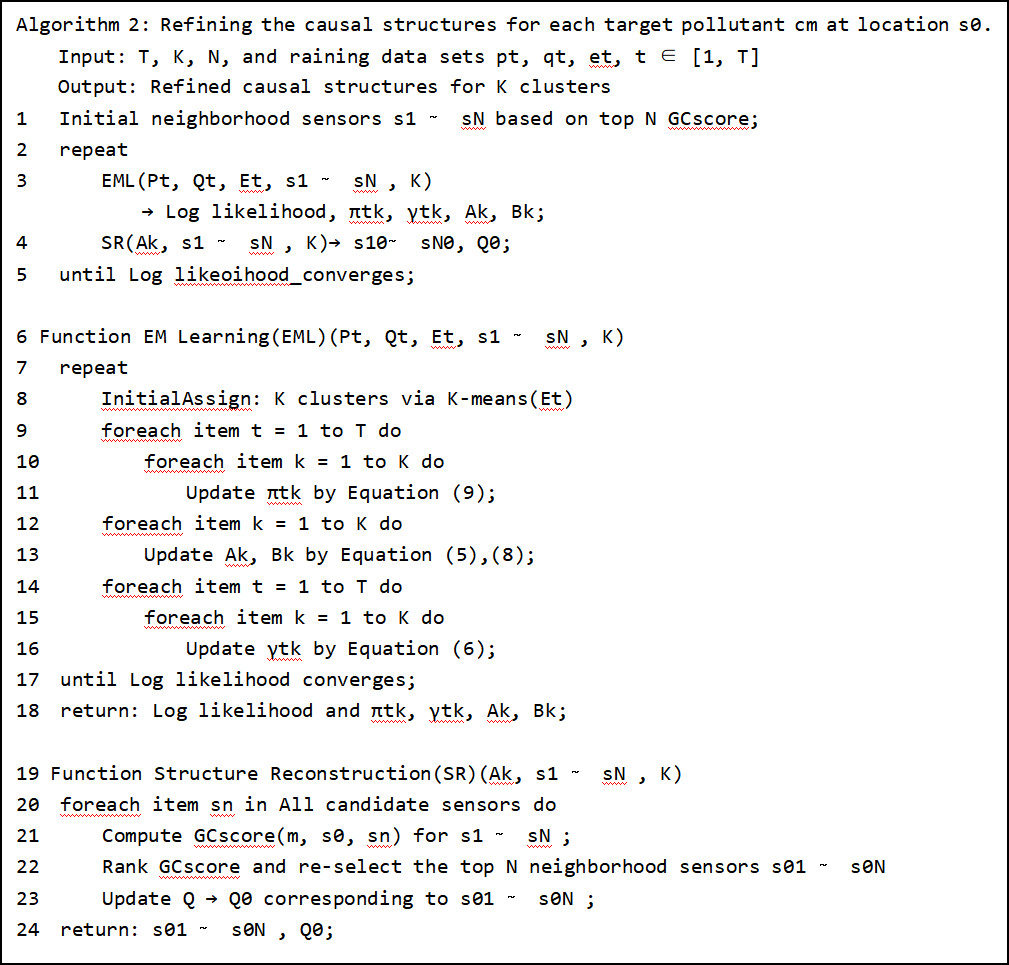 Algorithm 2: Refining the causal structures for each target pollutant cm at location s0.
Input: T, K, N, and raining data sets pt, qt, et, t ∈ [1, T]
Output: Refined causal structures for K clusters
1 Initial neighborhood sensors s1 ~ sN based on top N GCscore;
2 repeat
3 EML(Pt, Qt, Et, s1 ~ sN , K)
→ Log likelihood, πtk, γtk, Ak, Bk;
4 SR(Ak, s1 ~ sN , K)→ s10~ sN0, Q0;
5 until Log likeoihood_converges;
6 Function EM Learning(EML)(Pt, Qt, Et, s1 ~ sN , K)
7 repeat
8 InitialAssign: K clusters via K-means(Et)
9 foreach item t = 1 to T do
10 foreach item k = 1 to K do
11 Update πtk by Equation (9);
12 foreach item k = 1 to K do
13 Update Ak, Bk by Equation (5),(8);
14 foreach item t = 1 to T do
15 foreach item k = 1 to K do
16 Update γtk by Equation (6);
17 until Log likelihood converges;
18 return: Log likelihood and πtk, γtk, Ak, Bk;
19 Function Structure Reconstruction(SR)(Ak, s1 ~ sN , K)
20 foreach item sn in All candidate sensors do
21 Compute GCscore(m, s0, sn) for s1 ~ sN ;
22 Rank GCscore and re-select the top N neighborhood sensors s01 ~ s0N
23 Update Q → Q0 corresponding to s01 ~ s0N ;
24 return: s01 ~ s0N , Q0;